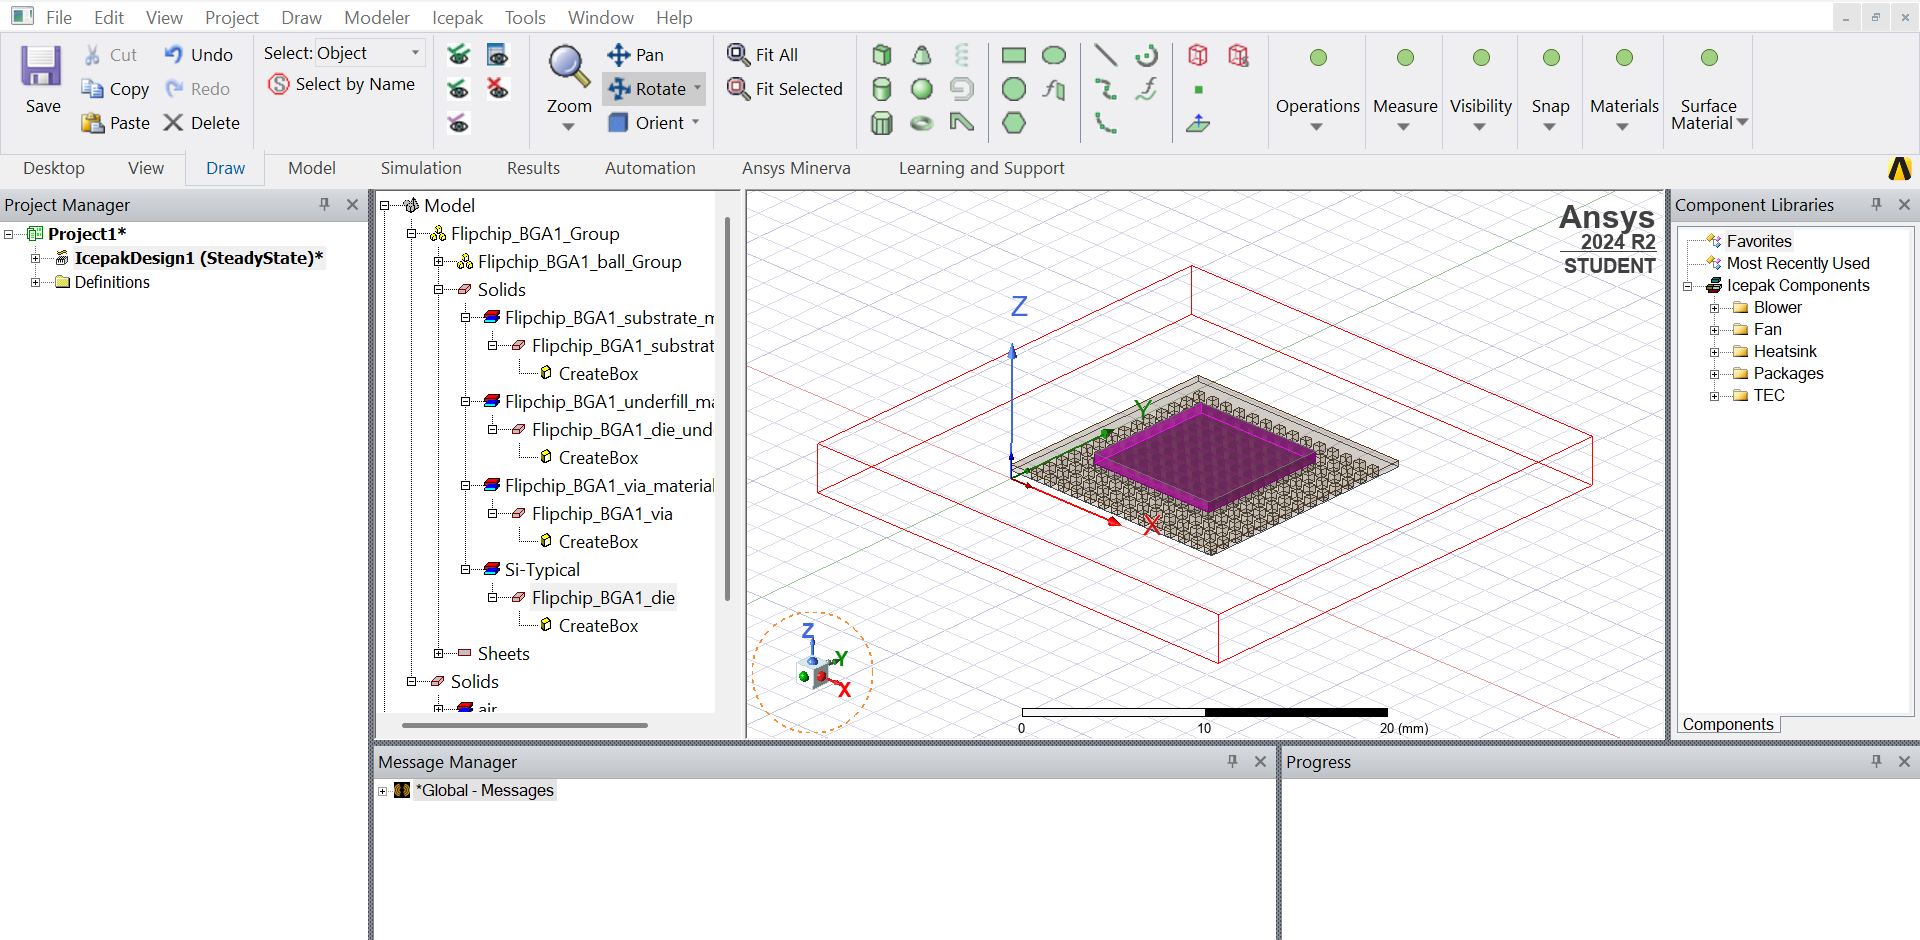 File Edit View Project Draw Modeler Icepak Tools Window Help
Save
Cut
Copy
Paste
Undo
Redo
Delete
Select: Object
Select by Name
Zoom
Pan
Rotate
Orient
Fit All
Fit Selected
Operations
Measure
Visibility
Snap
Materials
Surface
Material
Desktop View Draw Model Simulation Results Automation Ansys Minerva Learning and Support
Project Manager
Project1*
IcepakDesign1 (SteadyState)*
Definitions
Model
Flipchip_BGA1_Group
Flipchip_BGA1_ball_Group
Solids
Flipchip_BGA1_substrate_m
Flipchip_BGA1_substrat
CreateBox
Flipchip_BGA1_underfill_ma
Flipchip_BGA1_die_und
CreateBox
Flipchip_BGA1_via_material
Flipchip_BGA1_via
CreateBox
Si-Typical
Flipchip_BGA1_die
CreateBox
Sheets
Solids
air
Ansys
2024 R2
STUDENT
Z
Y
X
Z
Y
X
0 10 20 (mm)
Component Libraries
Favorites
Most Recently Used
Icepak Components
Blower
Fan
Heatsink
Packages
TEC
Components
Message Manager
*Global - Messages
Progress